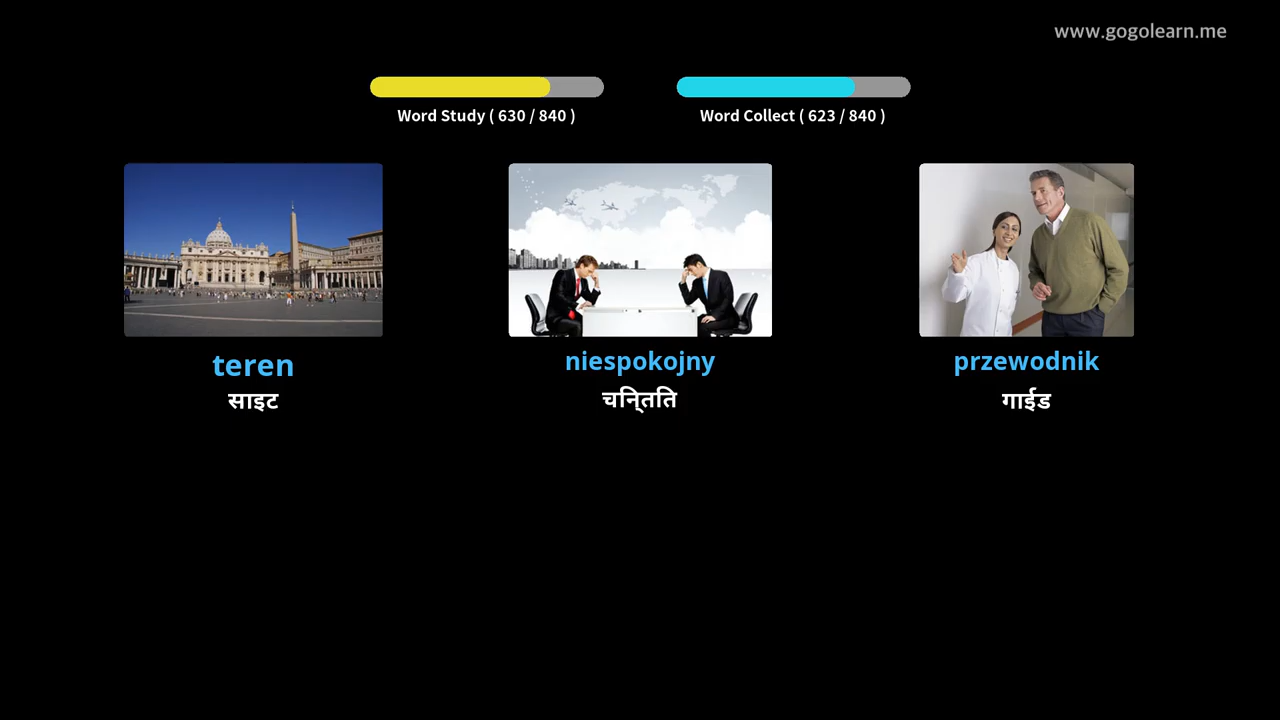 www.gogolearn.me
Word Study ( 630 / 840 )
Word Collect ( 623 / 840 )
teren
niespokojny
przewodnik
साइट
चिन्तिति
गाईड